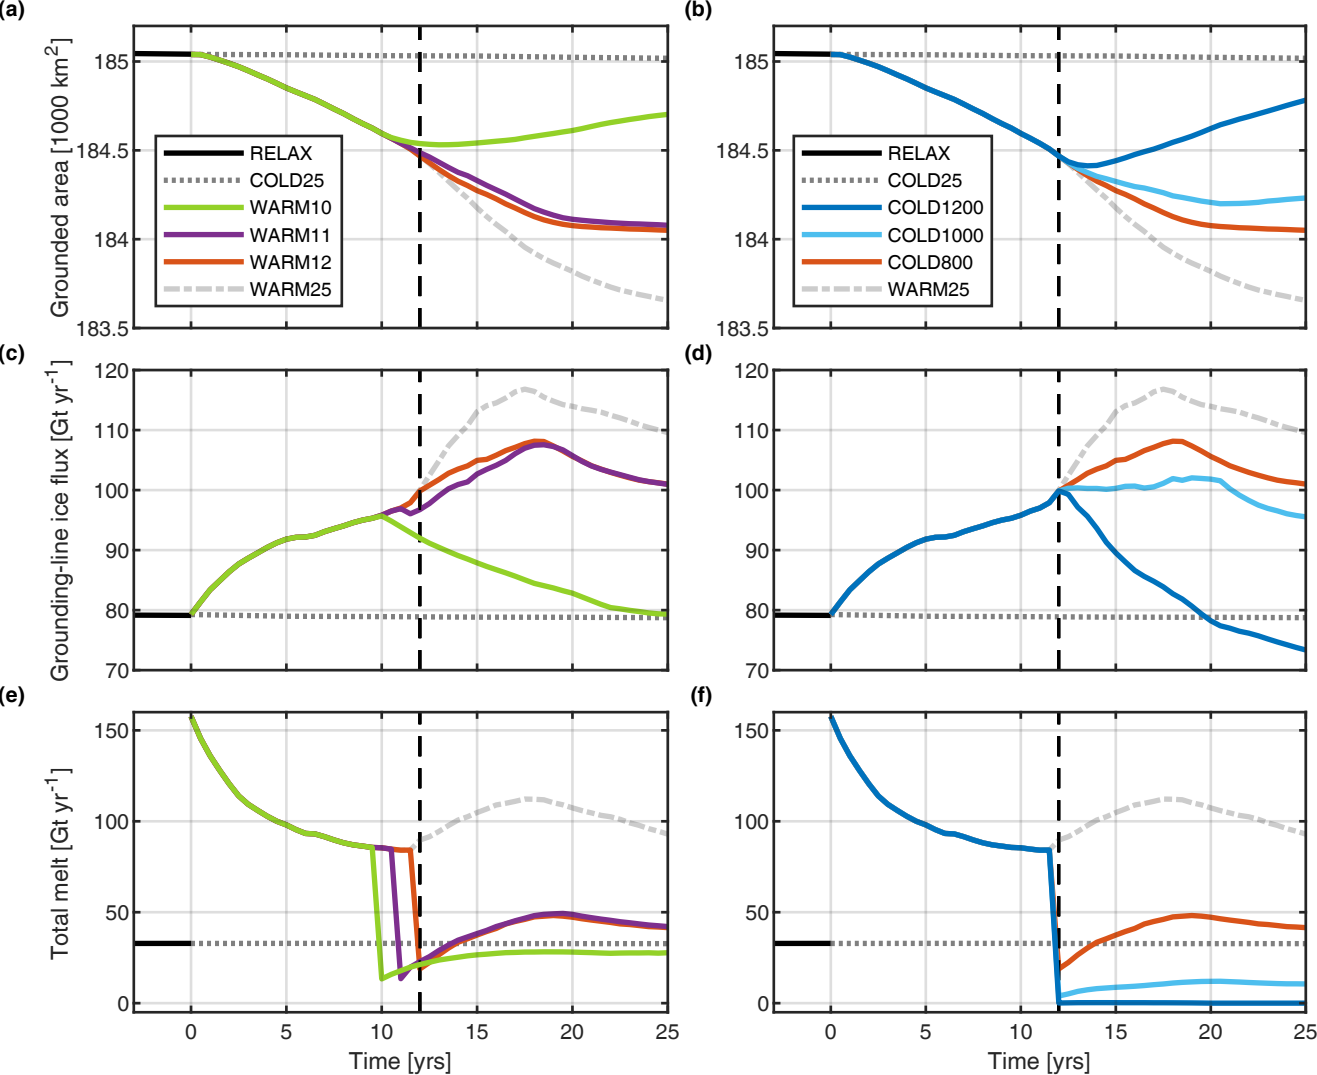 (a)
Grounded area [1000 km²]
185
184.5
184
183.5
RELAX
COLD25
WARM10
WARM11
WARM12
WARM25
(b)
185
184.5
184
183.5
RELAX
COLD25
COLD1200
COLD1000
COLD800
WARM25
(c)
Grounding-line ice flux [Gt yr⁻¹]
120
110
100
90
80
70
(d)
120
110
100
90
80
70
(e)
Total melt [Gt yr⁻¹]
150
100
50
0
0 5 10 15 20 25
Time [yrs]
(f)
150
100
50
0
0 5 10 15 20 25
Time [yrs]